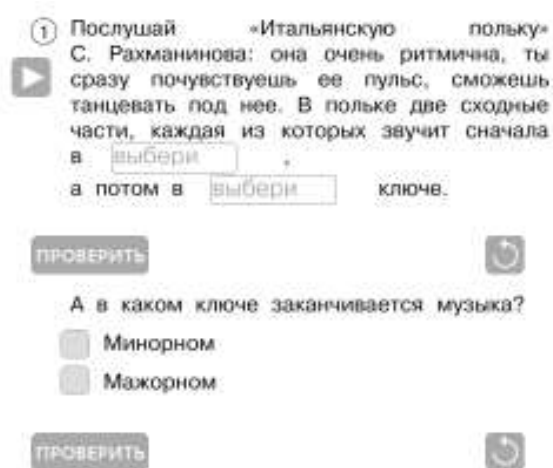 1 Послушай «Итальянскую польку»
С. Рахманинова: она очень ритмична, ты
сразу почувствуешь ее пульс, сможешь
танцевать под нее. В польке две сходные
части, каждая из которых звучит сначала
в выбери ,
а потом в выбери ключе.
ПРОВЕРИТЬ
А в каком ключе заканчивается музыка?
Минорном
Мажорном
ПРОВЕРИТЬ